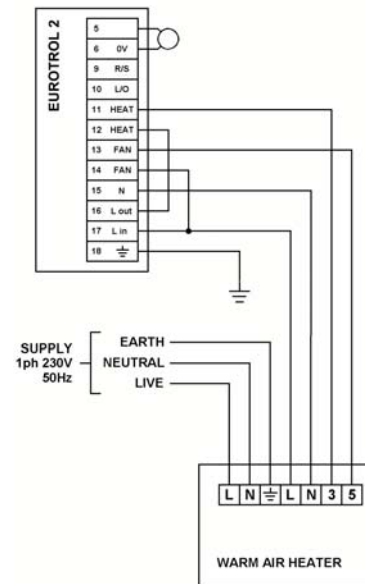 EUROTROL 2
5
6 0V
9 R/S
10 L/O
11 HEAT
12 HEAT
13 FAN
14 FAN
15 N
16 L out
17 L in
18 ⏚
SUPPLY
1ph 230V
50Hz
EARTH
NEUTRAL
LIVE
L N ⏚ L N 3 5
WARM AIR HEATER